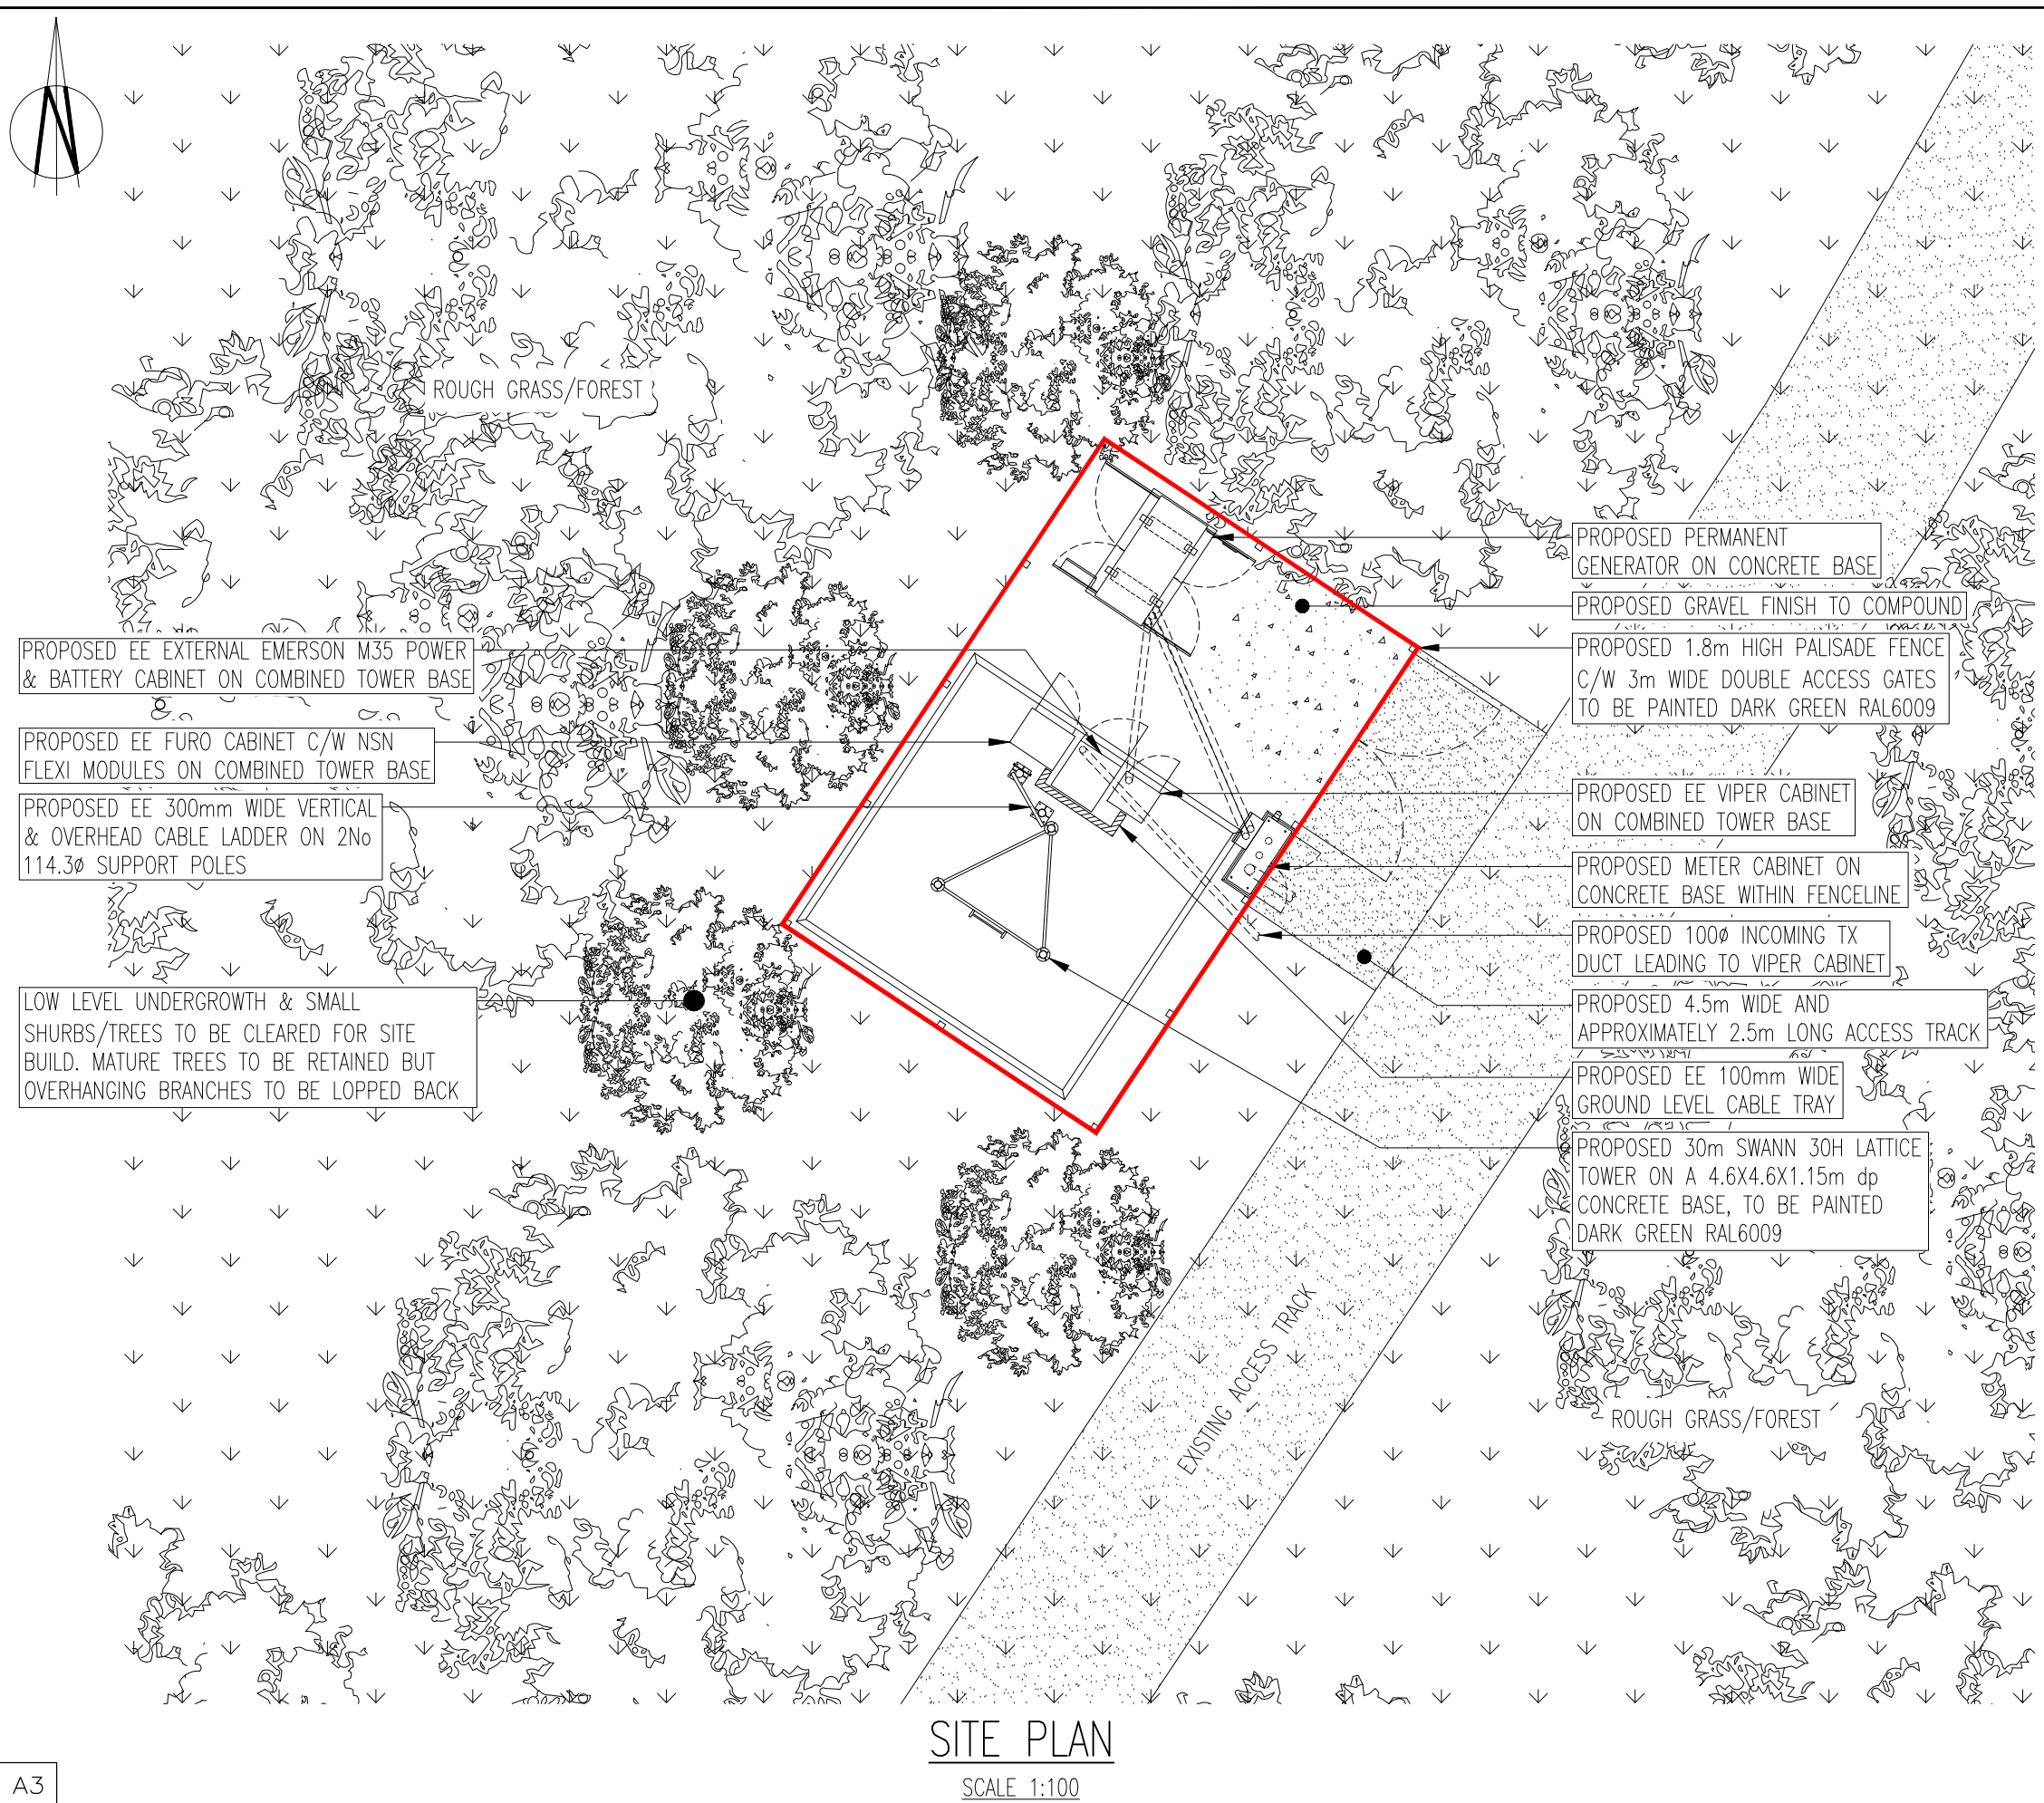 N
ROUGH GRASS/FOREST
PROPOSED EE EXTERNAL EMERSON M35 POWER
& BATTERY CABINET ON COMBINED TOWER BASE
PROPOSED EE FURO CABINET C/W NSN
FLEXI MODULES ON COMBINED TOWER BASE
PROPOSED EE 300mm WIDE VERTICAL
& OVERHEAD CABLE LADDER ON 2No
114.3ø SUPPORT POLES
LOW LEVEL UNDERGROWTH & SMALL
SHURBS/TREES TO BE CLEARED FOR SITE
BUILD. MATURE TREES TO BE RETAINED BUT
OVERHANGING BRANCHES TO BE LOPPED BACK
PROPOSED PERMANENT
GENERATOR ON CONCRETE BASE
PROPOSED GRAVEL FINISH TO COMPOUND
PROPOSED 1.8m HIGH PALISADE FENCE
C/W 3m WIDE DOUBLE ACCESS GATES
TO BE PAINTED DARK GREEN RAL6009
PROPOSED EE VIPER CABINET
ON COMBINED TOWER BASE
PROPOSED METER CABINET ON
CONCRETE BASE WITHIN FENCELINE
PROPOSED 100ø INCOMING TX
DUCT LEADING TO VIPER CABINET
PROPOSED 4.5m WIDE AND
APPROXIMATELY 2.5m LONG ACCESS TRACK
PROPOSED EE 100mm WIDE
GROUND LEVEL CABLE TRAY
PROPOSED 30m SWANN 30H LATTICE
TOWER ON A 4.6X4.6X1.15m dp
CONCRETE BASE, TO BE PAINTED
DARK GREEN RAL6009
EXISTING ACCESS TRACK
ROUGH GRASS/FOREST
SITE PLAN
SCALE 1:100
A3